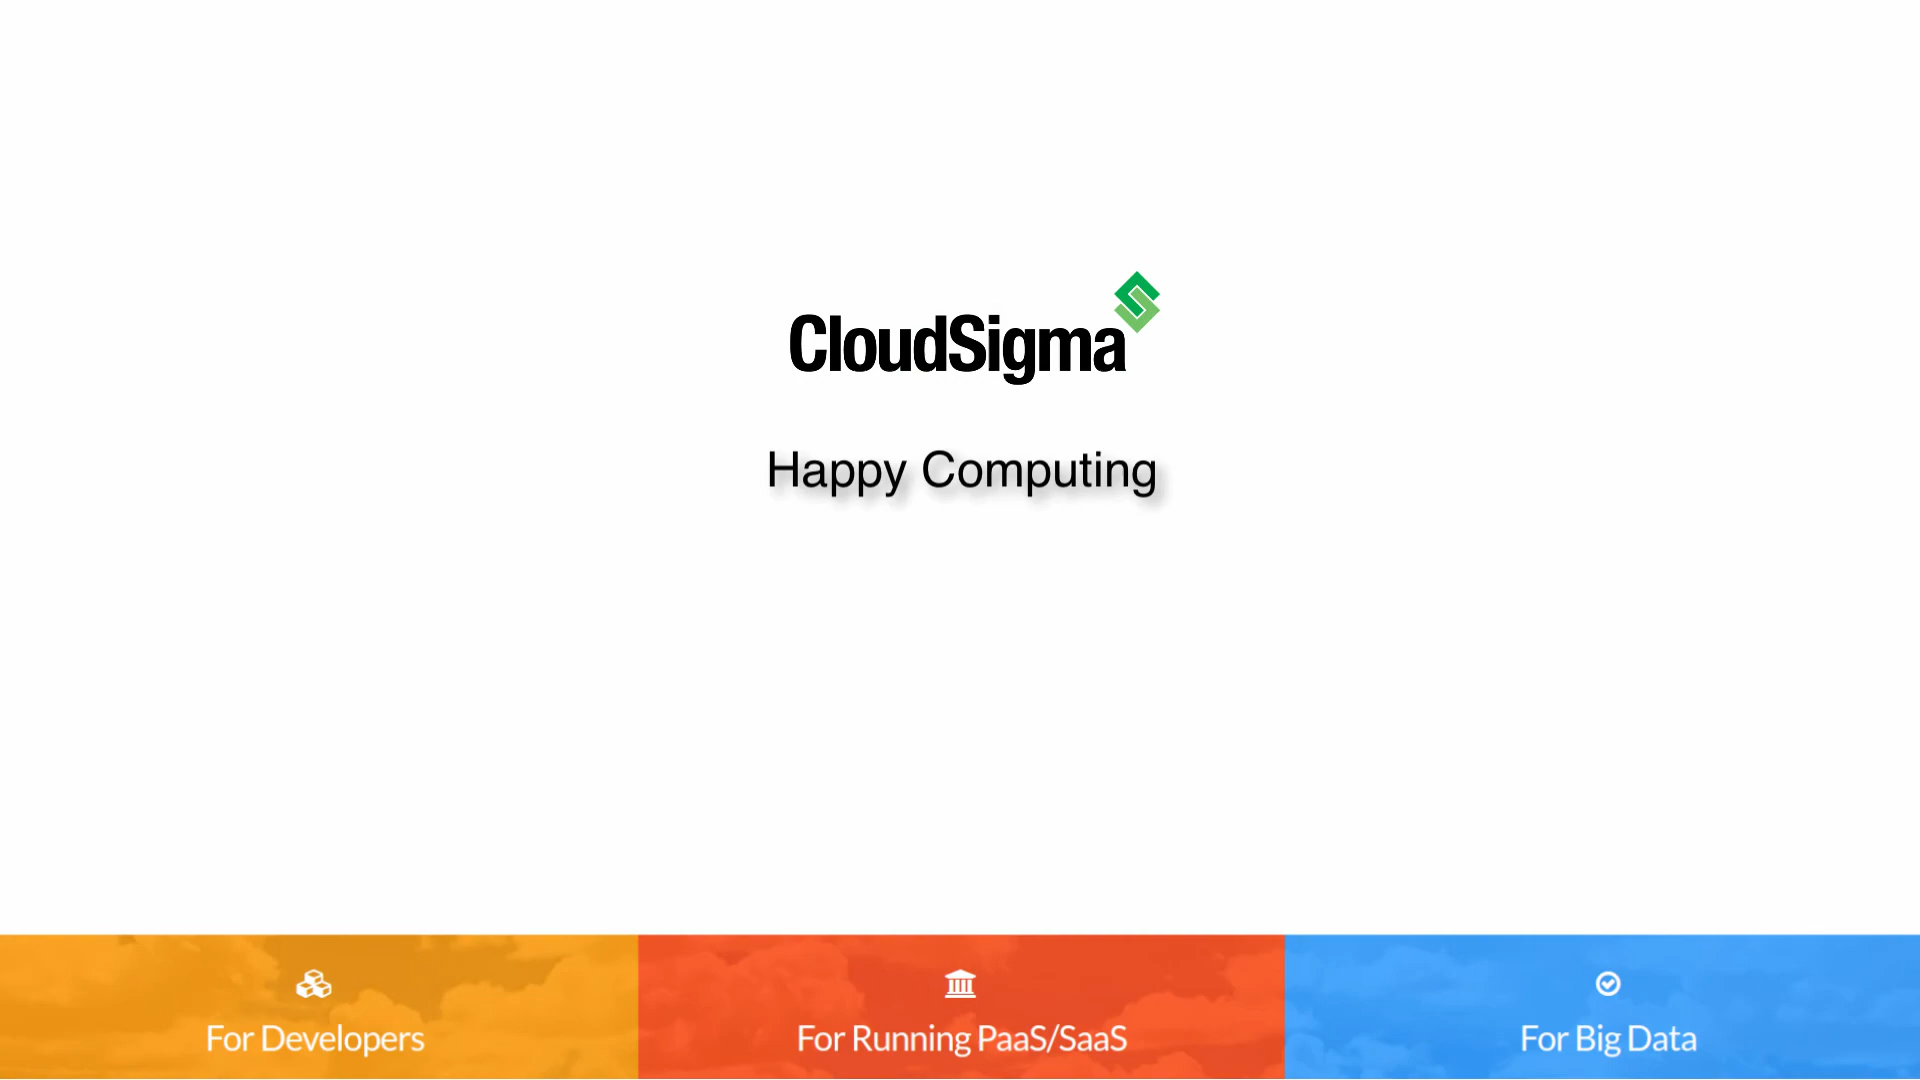 CloudSigma
Happy Computing
For Developers
For Running PaaS/SaaS
For Big Data